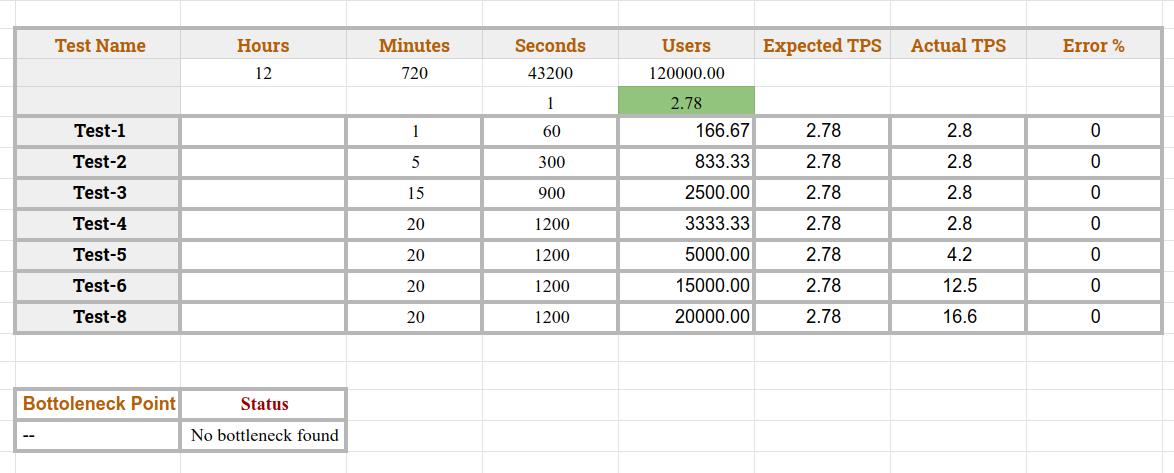 Test Name Hours Minutes Seconds Users Expected TPS Actual TPS Error %
12 720 43200 120000.00
1 2.78
Test-1 1 60 166.67 2.78 2.8 0
Test-2 5 300 833.33 2.78 2.8 0
Test-3 15 900 2500.00 2.78 2.8 0
Test-4 20 1200 3333.33 2.78 2.8 0
Test-5 20 1200 5000.00 2.78 4.2 0
Test-6 20 1200 15000.00 2.78 12.5 0
Test-8 20 1200 20000.00 2.78 16.6 0
Bottoleneck Point Status
-- No bottleneck found